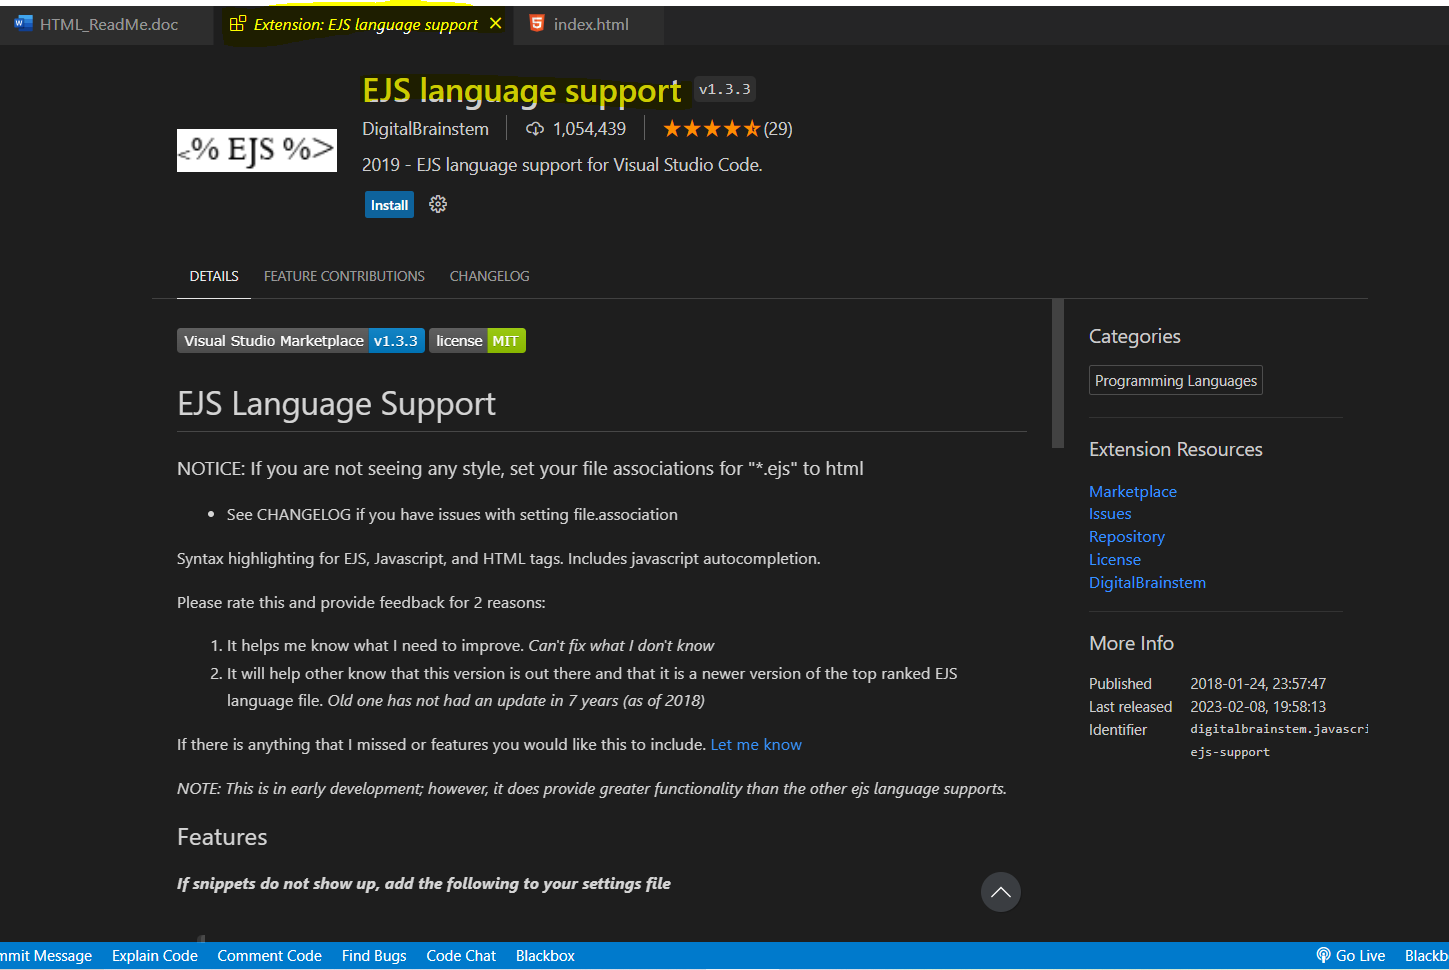 HTML_ReadMe.doc
Extension: EJS language support
index.html
EJS language support v1.3.3
<% EJS %>
DigitalBrainstem 1,054,439 (29)
2019 - EJS language support for Visual Studio Code.
Install
DETAILS FEATURE CONTRIBUTIONS CHANGELOG
Visual Studio Marketplace v1.3.3 license MIT
EJS Language Support
NOTICE: If you are not seeing any style, set your file associations for "*.ejs" to html
• See CHANGELOG if you have issues with setting file.association
Syntax highlighting for EJS, Javascript, and HTML tags. Includes javascript autocompletion.
Please rate this and provide feedback for 2 reasons:
1. It helps me know what I need to improve. Can't fix what I don't know
2. It will help other know that this version is out there and that it is a newer version of the top ranked EJS
language file. Old one has not had an update in 7 years (as of 2018)
If there is anything that I missed or features you would like this to include. Let me know
NOTE: This is in early development; however, it does provide greater functionality than the other ejs language supports.
Features
If snippets do not show up, add the following to your settings file
Categories
Programming Languages
Extension Resources
Marketplace
Issues
Repository
License
DigitalBrainstem
More Info
Published 2018-01-24, 23:57:47
Last released 2023-02-08, 19:58:13
Identifier digitalbrainstem.javascri
ejs-support
mmit Message Explain Code Comment Code Find Bugs Code Chat Blackbox Go Live Blackb